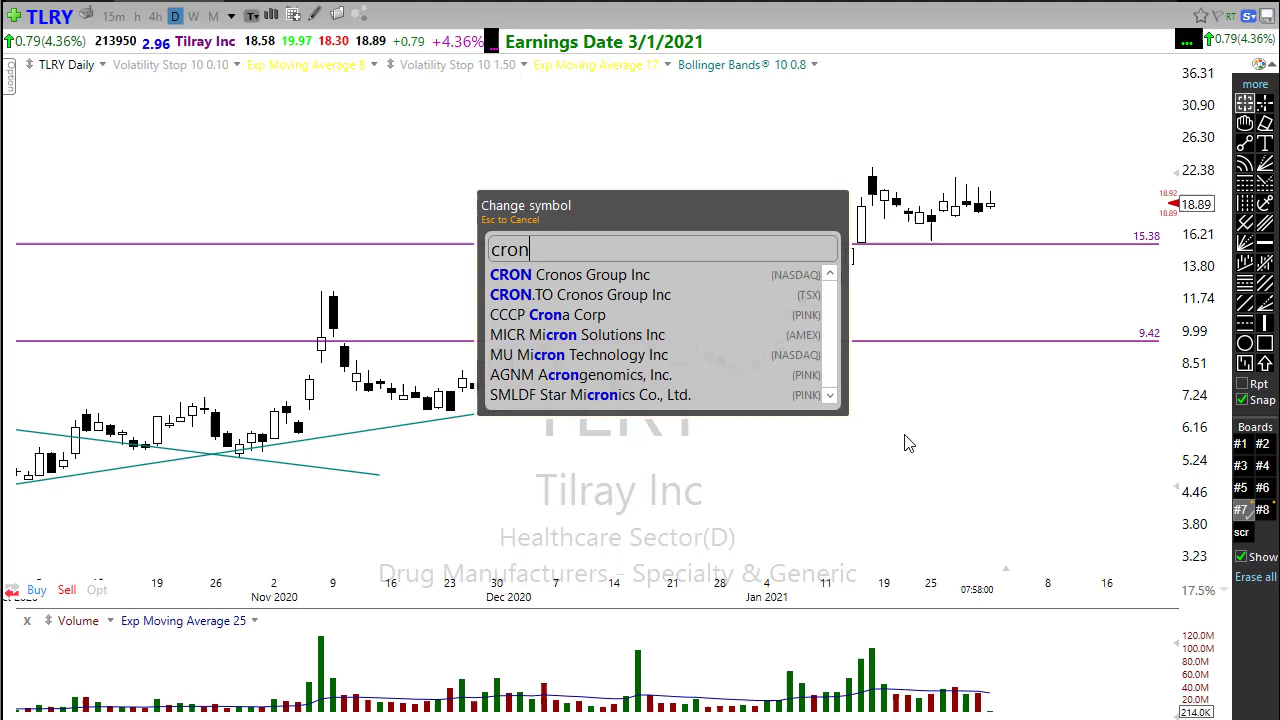 TLRY 15m h 4h D W M T RT S
0.79(4.36%) 213950 2.96 Tilray Inc 18.58 19.97 18.30 18.89 +0.79 +4.36% ... Earnings Date 3/1/2021 ... 0.79(4.36%)
Option
TLRY Daily Volatility Stop 10 0.10 Exp Moving Average 8 Volatility Stop 10 1.50 Exp Moving Average 17 Bollinger Bands® 10 0.8
more
36.31
30.90
26.30
22.38
18.92
18.89
18.89
16.21
15.38
13.80
11.74
9.99
9.42
8.51
7.24
6.16
5.24
4.46
3.80
3.23
Change symbol
Esc to Cancel
cron
CRON Cronos Group Inc (NASDAQ)
CRON.TO Cronos Group Inc (TSX)
CCCP Crona Corp (PINK)
MICR Micron Solutions Inc (AMEX)
MU Micron Technology Inc (NASDAQ)
AGNM Acrongenomics, Inc. (PINK)
SMLDF Star Micronics Co., Ltd. (PINK)
TLRY
Tilray Inc
Healthcare Sector(D)
Drug Manufacturers - Specialty & Generic
Rpt
Snap
Boards
#1 #2
#3 #4
#5 #6
#7 #8
scr
Show
Erase all
19 26 2 9 16 23 30 7 14 21 28 4 11 19 25 07:58:00 8 16
Nov 2020 Dec 2020 Jan 2021
Buy Sell Opt
17.5%
X Volume Exp Moving Average 25
120.0M
100.0M
80.0M
60.0M
40.0M
20.0M
214.0K